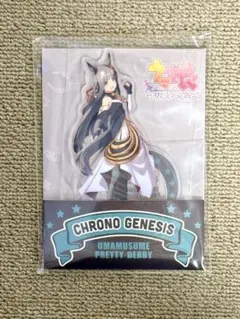 CHRONO GENESIS
UMAMUSUME
PRETTY DERBY